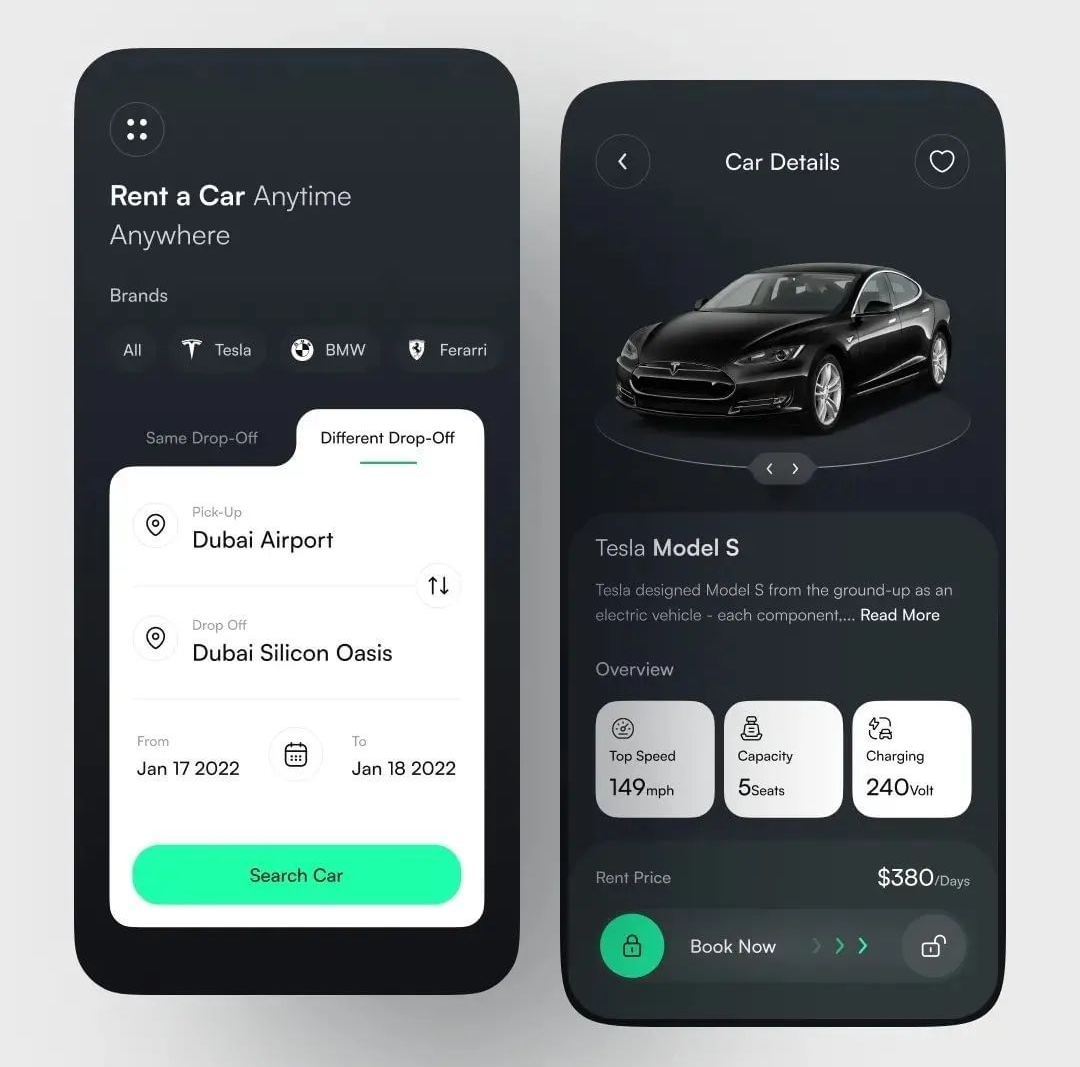 Rent a Car Anytime
Anywhere
Brands
All
Tesla
BMW
Ferarri
Same Drop-Off
Different Drop-Off
Pick-Up
Dubai Airport
Drop Off
Dubai Silicon Oasis
From
Jan 17 2022
To
Jan 18 2022
Search Car
Car Details
Tesla Model S
Tesla designed Model S from the ground-up as an
electric vehicle - each component,... Read More
Overview
Top Speed
149mph
Capacity
5Seats
Charging
240Volt
Rent Price
$380/Days
Book Now